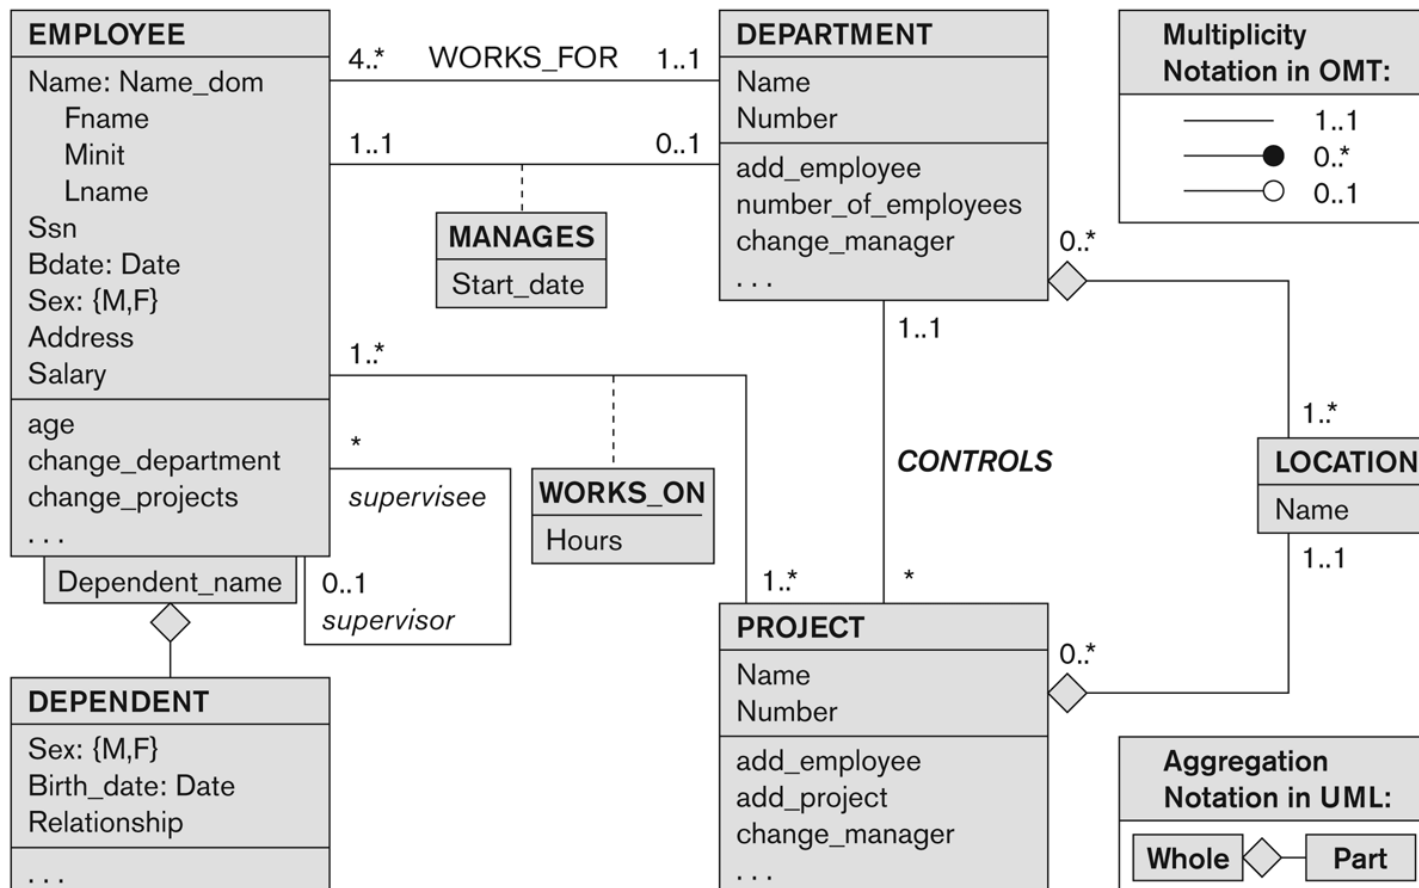 EMPLOYEE
Name: Name_dom
Fname
Minit
Lname
Ssn
Bdate: Date
Sex: {M,F}
Address
Salary
age
change_department
change_projects
. . .
Dependent_name
DEPENDENT
Sex: {M,F}
Birth_date: Date
Relationship
. . .
4..* WORKS_FOR 1..1
1..1 0..1
MANAGES
Start_date
1..*
*
supervisee
0..1
supervisor
WORKS_ON
Hours
1..*
DEPARTMENT
Name
Number
add_employee
number_of_employees
change_manager
. . .
0..*
1..1
CONTROLS
*
PROJECT
Name
Number
add_employee
add_project
change_manager
. . .
0..*
Multiplicity
Notation in OMT:
1..1
0..*
0..1
1..*
LOCATION
Name
1..1
Aggregation
Notation in UML:
Whole Part